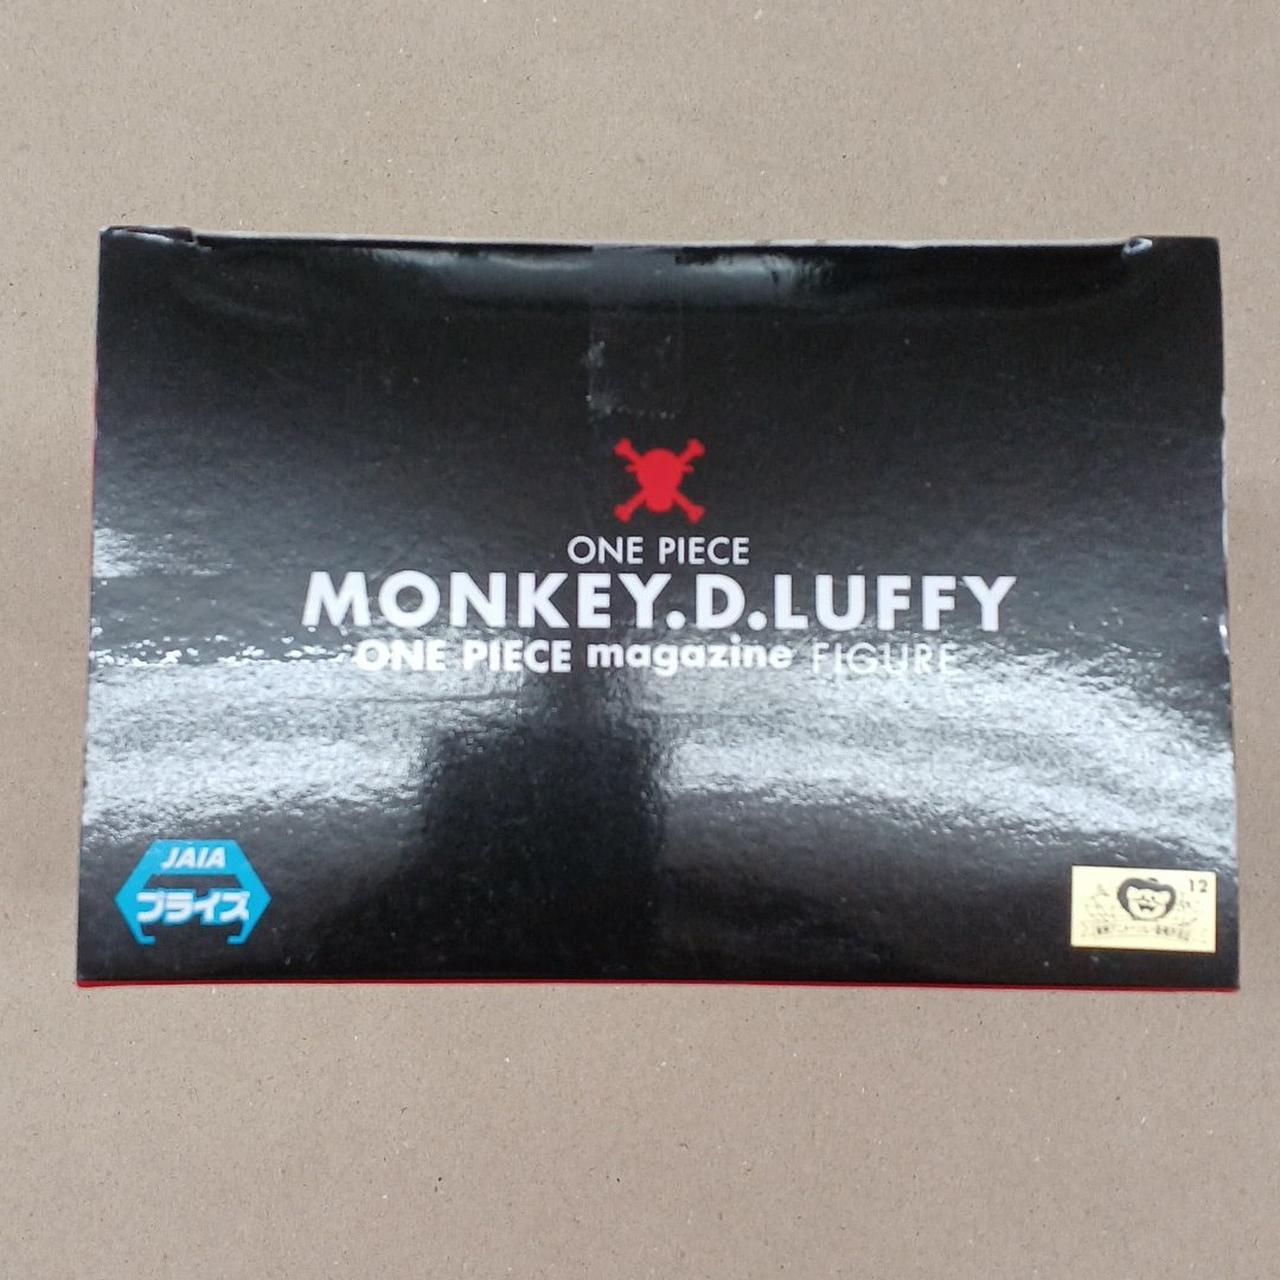 ONE PIECE
MONKEY.D.LUFFY
ONE PIECE magazine FIGURE
JAIA
プライズ
12